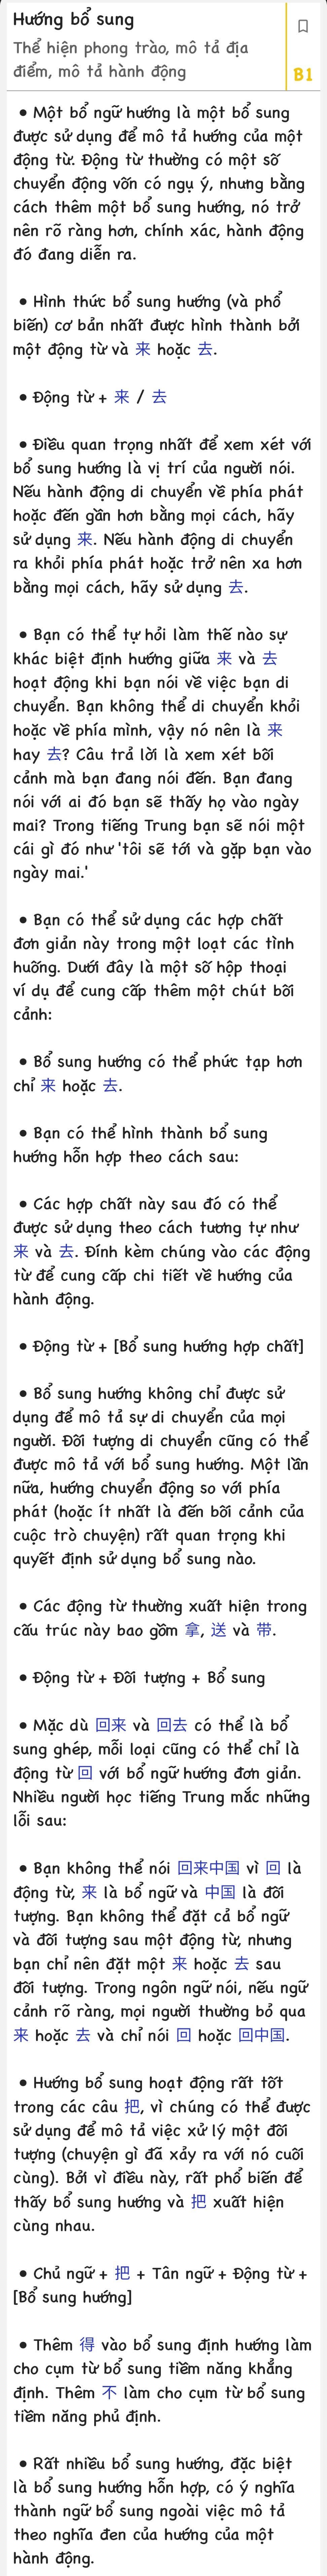 Hướng bổ sung
Thể hiện phong trào, mô tả địa
điểm, mô tả hành động
B1
• Một bổ ngữ hướng là một bổ sung
được sử dụng để mô tả hướng của một
động từ. Động từ thường có một số
chuyển động vốn có ngụ ý, nhưng bằng
cách thêm một bổ sung hướng, nó trở
nên rõ ràng hơn, chính xác, hành động
đó đang diễn ra.
• Hình thức bổ sung hướng (và phổ
biến) cơ bản nhất được hình thành bởi
một động từ và 来 hoặc 去.
• Động từ + 来 / 去
• Điều quan trọng nhất để xem xét với
bổ sung hướng là vị trí của người nói.
Nếu hành động di chuyển về phía phát
hoặc đến gần hơn bằng mọi cách, hãy
sử dụng 来. Nếu hành động di chuyển
ra khỏi phía phát hoặc trở nên xa hơn
bằng mọi cách, hãy sử dụng 去.
• Bạn có thể tự hỏi làm thế nào sự
khác biệt định hướng giữa 来 và 去
hoạt động khi bạn nói về việc bạn di
chuyển. Bạn không thể di chuyển khỏi
hoặc về phía mình, vậy nó nên là 来
hay 去? Câu trả lời là xem xét bối
cảnh mà bạn đang nói đến. Bạn đang
nói với ai đó bạn sẽ thấy họ vào ngày
mai? Trong tiếng Trung bạn sẽ nói một
cái gì đó như 'tôi sẽ tới và gặp bạn vào
ngày mai.'
• Bạn có thể sử dụng các hợp chất
đơn giản này trong một loạt các tình
huống. Dưới đây là một số hộp thoại
ví dụ để cung cấp thêm một chút bối
cảnh:
• Bổ sung hướng có thể phức tạp hơn
chỉ 来 hoặc 去.
• Bạn có thể hình thành bổ sung
hướng hỗn hợp theo cách sau:
• Các hợp chất này sau đó có thể
được sử dụng theo cách tương tự như
来 và 去. Đính kèm chúng vào các động
từ để cung cấp chi tiết về hướng của
hành động.
• Động từ + [Bổ sung hướng hợp chất]
• Bổ sung hướng không chỉ được sử
dụng để mô tả sự di chuyển của mọi
người. Đối tượng di chuyển cũng có thể
được mô tả với bổ sung hướng. Một lần
nữa, hướng chuyển động so với phía
phát (hoặc ít nhất là đến bối cảnh của
cuộc trò chuyện) rất quan trọng khi
quyết định sử dụng bổ sung nào.
• Các động từ thường xuất hiện trong
cấu trúc này bao gồm 拿, 送 và 带.
• Động từ + Đối tượng + Bổ sung
• Mặc dù 回来 và 回去 có thể là bổ
sung ghép, mỗi loại cũng có thể chỉ là
động từ 回 với bổ ngữ hướng đơn giản.
Nhiều người học tiếng Trung mắc những
lỗi sau:
• Bạn không thể nói 回来中国 vì 回 là
động từ, 来 là bổ ngữ và 中国 là đối
tượng. Bạn không thể đặt cả bổ ngữ
và đối tượng sau một động từ, nhưng
bạn chỉ nên đặt một 来 hoặc 去 sau
đối tượng. Trong ngôn ngữ nói, nếu ngữ
cảnh rõ ràng, mọi người thường bỏ qua
来 hoặc 去 và chỉ nói 回 hoặc 回中国.
• Hướng bổ sung hoạt động rất tốt
trong các câu 把, vì chúng có thể được
sử dụng để mô tả việc xử lý một đối
tượng (chuyện gì đã xảy ra với nó cuối
cùng). Bởi vì điều này, rất phổ biến để
thấy bổ sung hướng và 把 xuất hiện
cùng nhau.
• Chủ ngữ + 把 + Tân ngữ + Động từ +
[Bổ sung hướng]
• Thêm 得 vào bổ sung định hướng làm
cho cụm từ bổ sung tiềm năng khẳng
định. Thêm 不 làm cho cụm từ bổ sung
tiềm năng phủ định.
• Rất nhiều bổ sung hướng, đặc biệt
là bổ sung hướng hỗn hợp, có ý nghĩa
thành ngữ bổ sung ngoài việc mô tả
theo nghĩa đen của hướng của một
hành động.